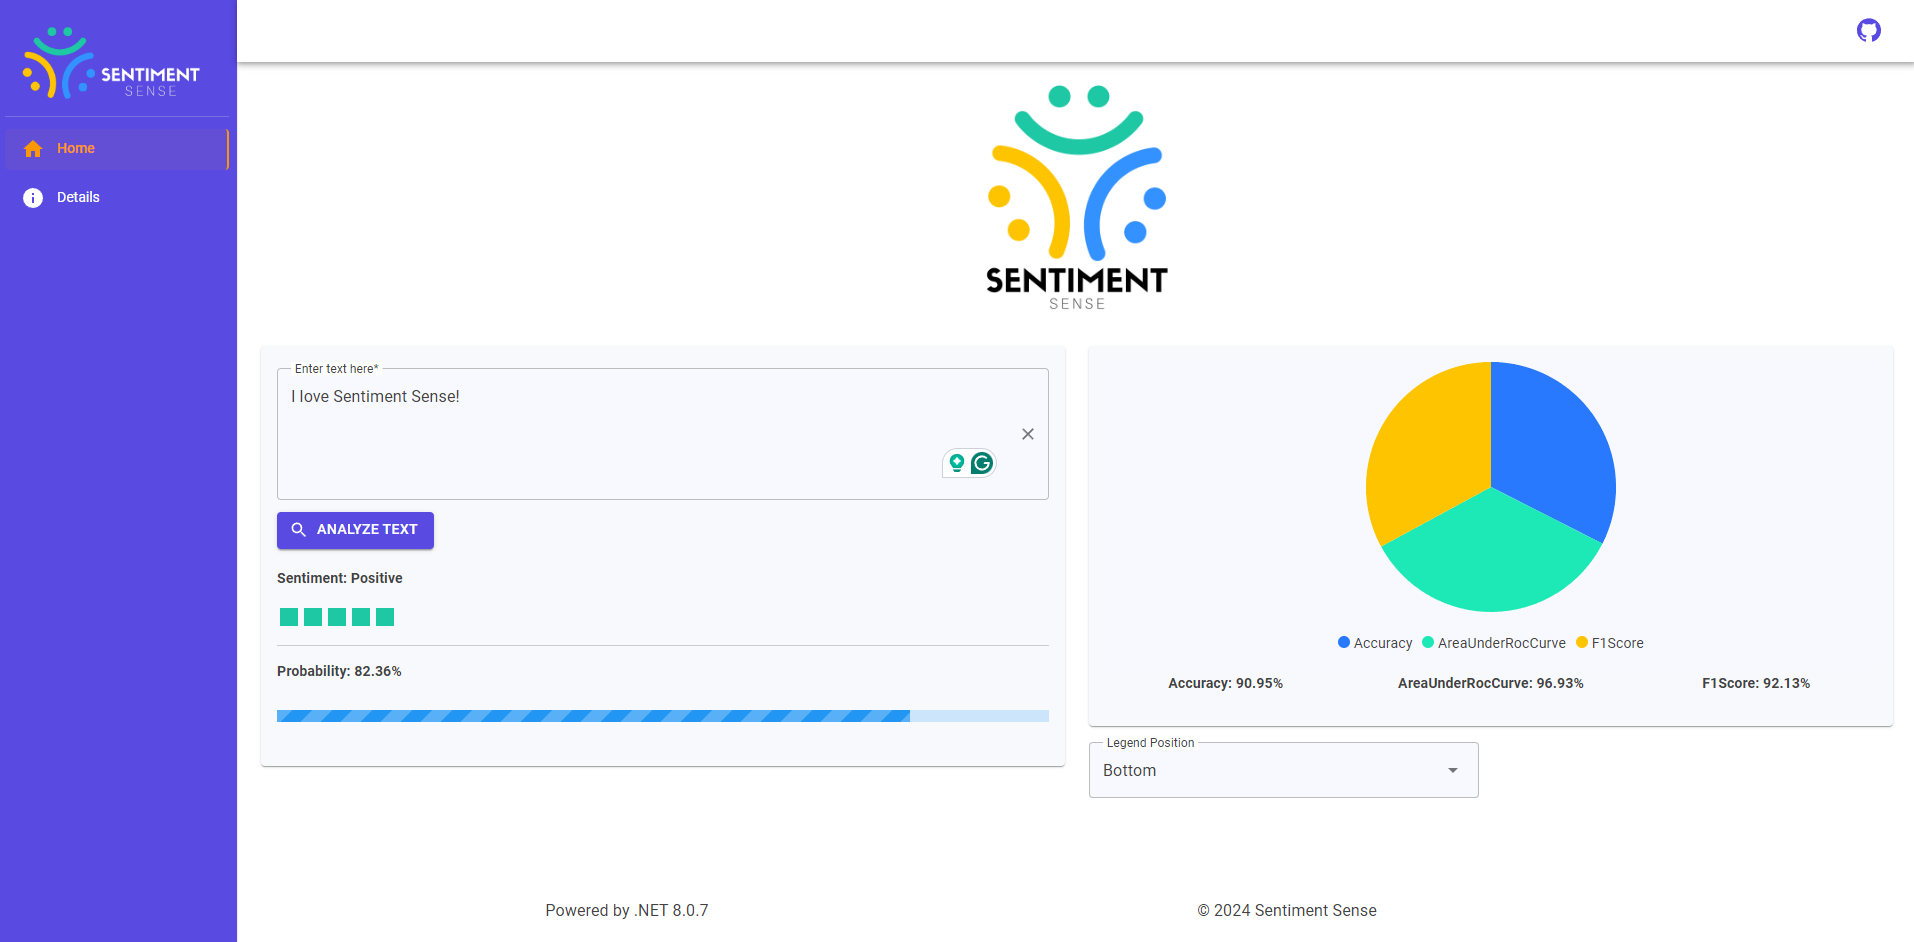 SENTIMENT
SENSE
Home
Details
SENTIMENT
SENSE
Enter text here*
I love Sentiment Sense!
ANALYZE TEXT
Sentiment: Positive
Probability: 82.36%
Accuracy AreaUnderRocCurve F1Score
Accuracy: 90.95% AreaUnderRocCurve: 96.93% F1Score: 92.13%
Legend Position
Bottom
Powered by .NET 8.0.7 © 2024 Sentiment Sense